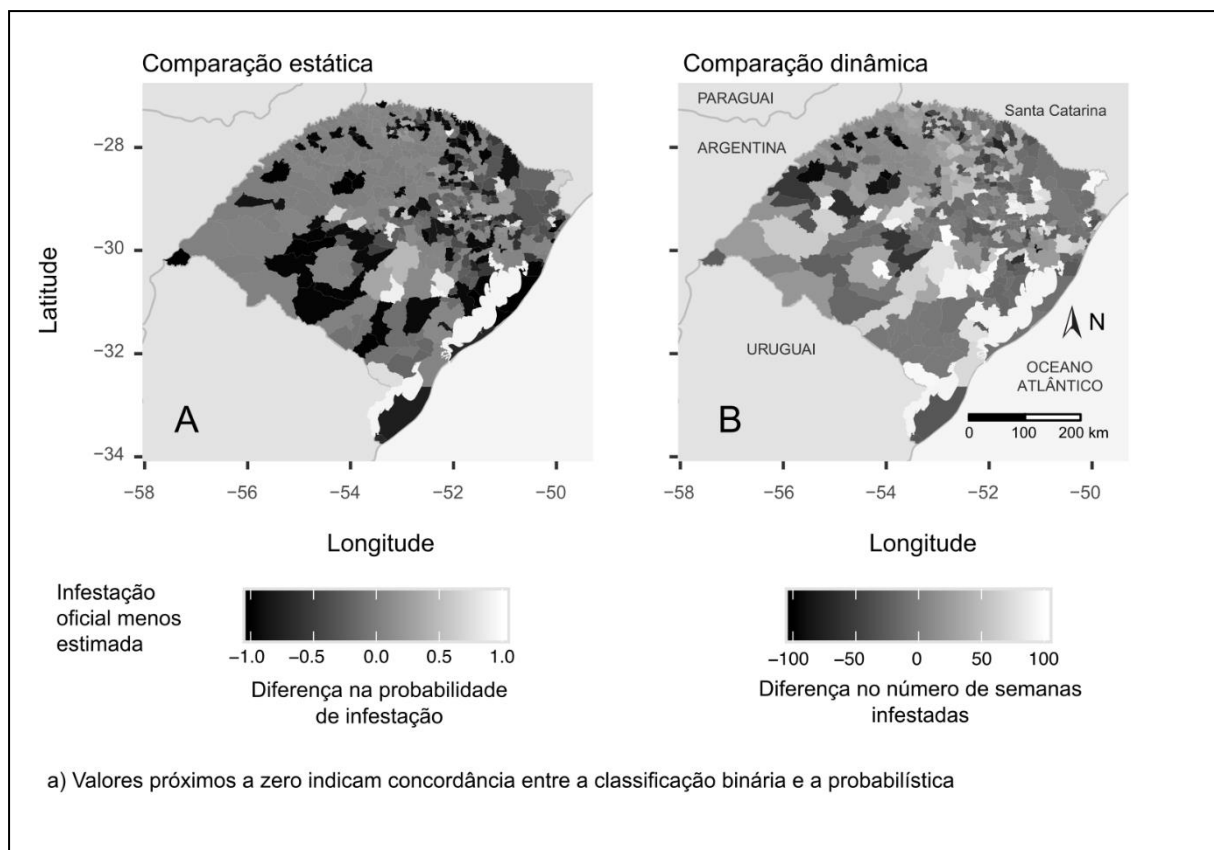 Comparação estática
Comparação dinâmica
PARAGUAI
Santa Catarina
ARGENTINA
URUGUAI
OCEANO
ATLÂNTICO
N
0 100 200 km
A
B
Latitude
−28
−30
−32
−34
−58 −56 −54 −52 −50
−58 −56 −54 −52 −50
Longitude
Longitude
Infestação
oficial menos
estimada
−1.0 −0.5 0.0 0.5 1.0
Diferença na probabilidade
de infestação
−100 −50 0 50 100
Diferença no número de semanas
infestadas
a) Valores próximos a zero indicam concordância entre a classificação binária e a probabilística